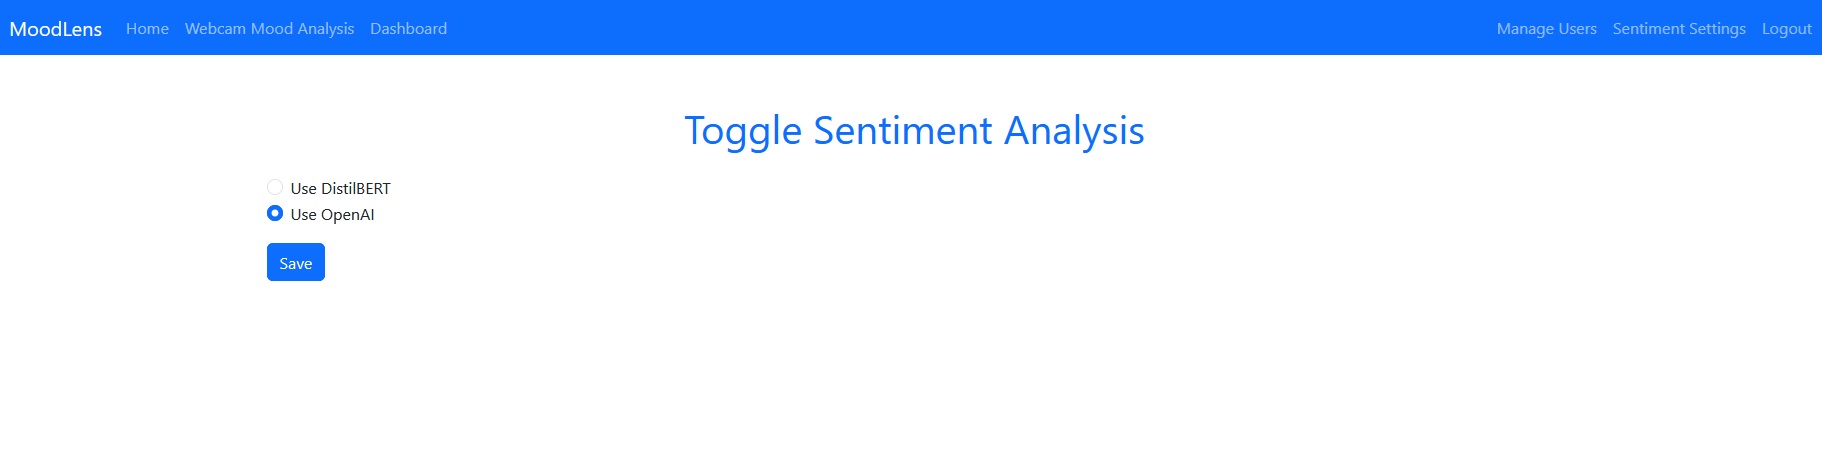 MoodLens Home Webcam Mood Analysis Dashboard Manage Users Sentiment Settings Logout
Toggle Sentiment Analysis
Use DistilBERT
Use OpenAI
Save